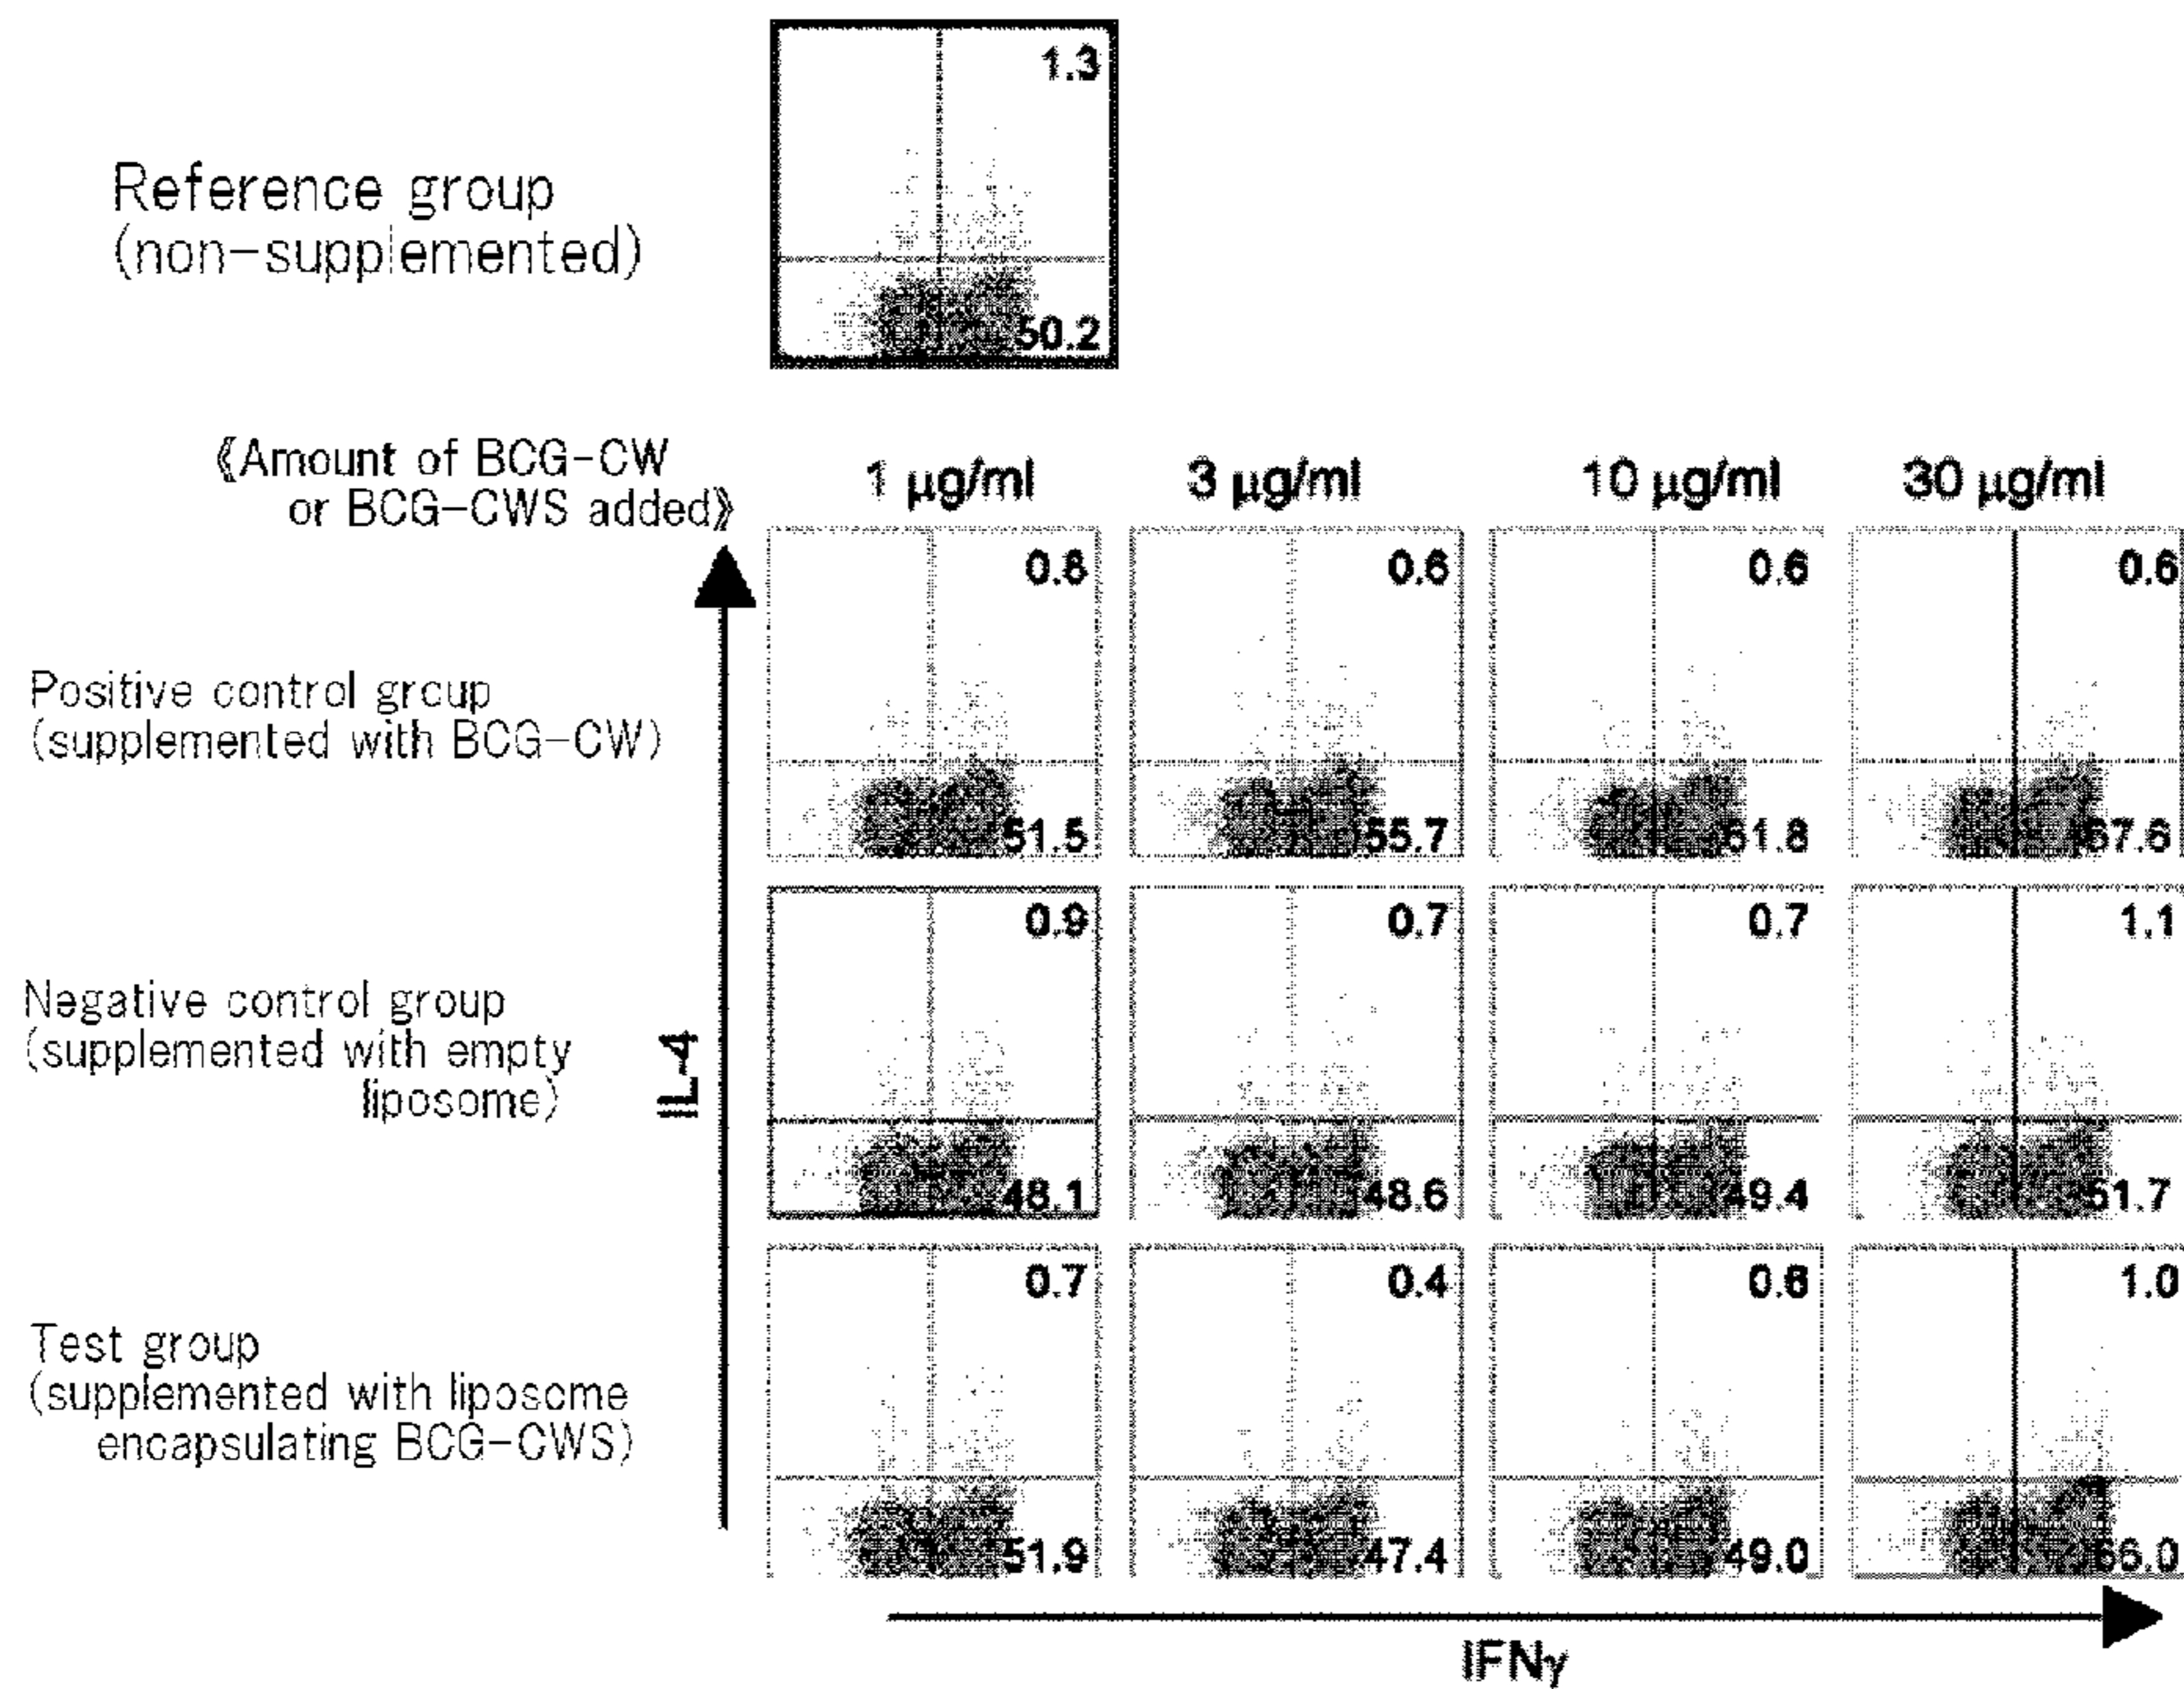 1.3
Reference group
(non-supplemented)
50.2
《Amount of BCG-CW
or BCG-CWS added》
1 µg/ml 3 µg/ml 10 µg/ml 30 µg/ml
0.8 0.6 0.6 0.6
Positive control group
(supplemented with BCG-CW)
51.5 55.7 61.8 67.6
0.9 0.7 0.7 1.1
Negative control group
(supplemented with empty
liposome)
IL-4
48.1 48.6 49.4 51.7
0.7 0.4 0.6 1.0
Test group
(supplemented with liposome
encapsulating BCG-CWS)
51.9 47.4 49.0
IFNγ